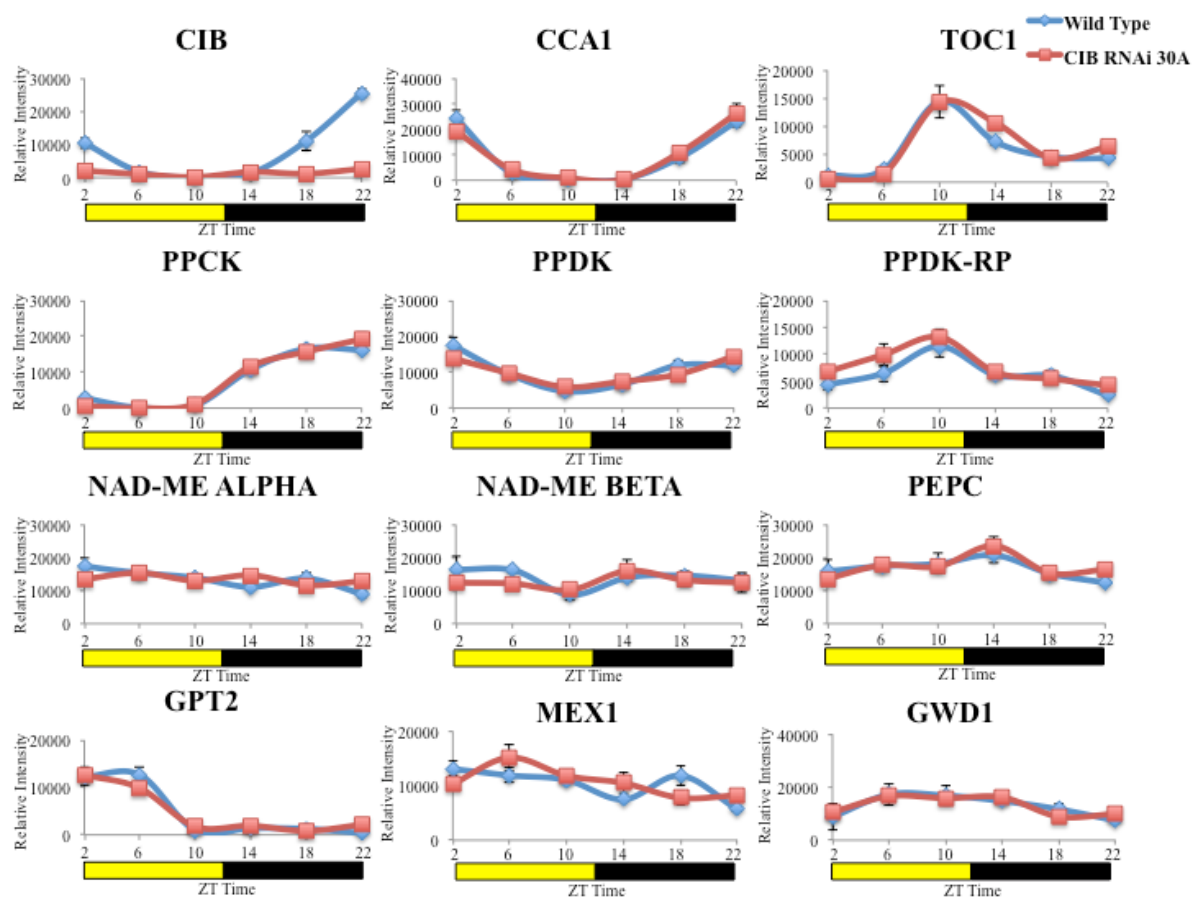 CIB
CCA1
TOC1
Wild Type
CIB RNAi 30A
Relative Intensity
30000
20000
10000
0
2 6 10 14 18 22
ZT Time
Relative Intensity
40000
30000
20000
10000
0
2 6 10 14 18 22
ZT Time
Relative Intensity
20000
15000
10000
5000
0
2 6 10 14 18 22
ZT Time
PPCK
PPDK
PPDK-RP
Relative Intensity
30000
20000
10000
0
2 6 10 14 18 22
ZT Time
Relative Intensity
30000
20000
10000
0
2 6 10 14 18 22
ZT Time
Relative Intensity
20000
15000
10000
5000
0
2 6 10 14 18 22
ZT Time
NAD-ME ALPHA
NAD-ME BETA
PEPC
Relative Intensity
30000
20000
10000
0
2 6 10 14 18 22
ZT Time
Relative Intensity
30000
20000
10000
0
2 6 10 14 18 22
ZT Time
Relative Intensity
30000
20000
10000
0
2 6 10 14 18 22
ZT Time
GPT2
MEX1
GWD1
Relative Intensity
20000
10000
0
2 6 10 14 18 22
ZT Time
Relative Intensity
20000
10000
0
2 6 10 14 18 22
ZT Time
Relative Intensity
40000
20000
0
2 6 10 14 18 22
ZT Time